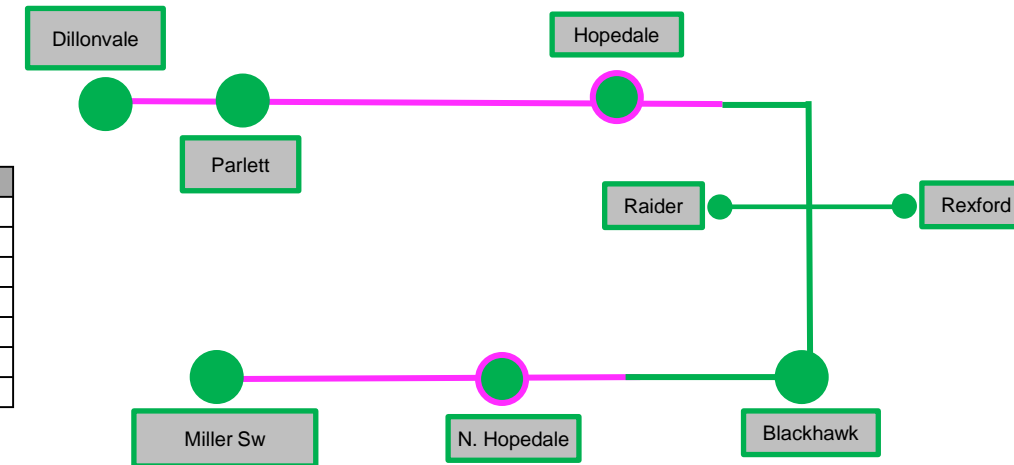 Dillonvale
Hopedale
Parlett
Raider
Rexford
Miller Sw
N. Hopedale
Blackhawk